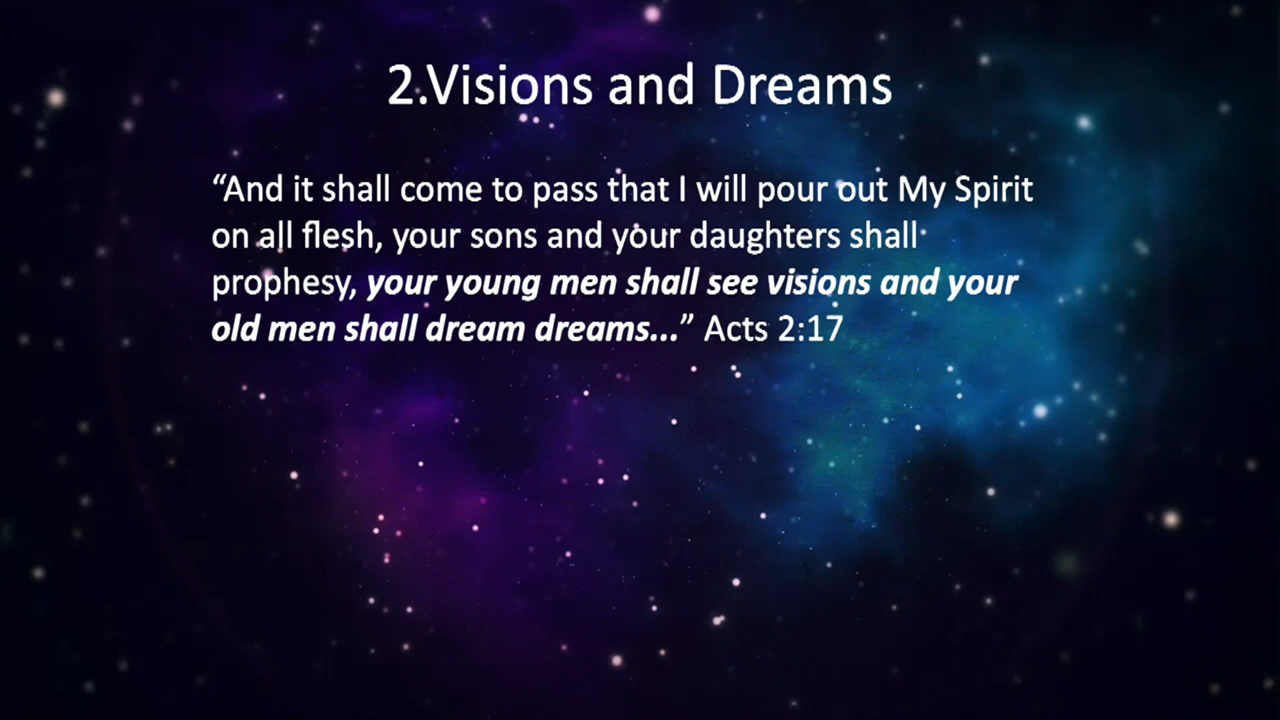 2.Visions and Dreams
“And it shall come to pass that I will pour out My Spirit
on all flesh, your sons and your daughters shall
prophesy, your young men shall see visions and your
old men shall dream dreams...” Acts 2:17